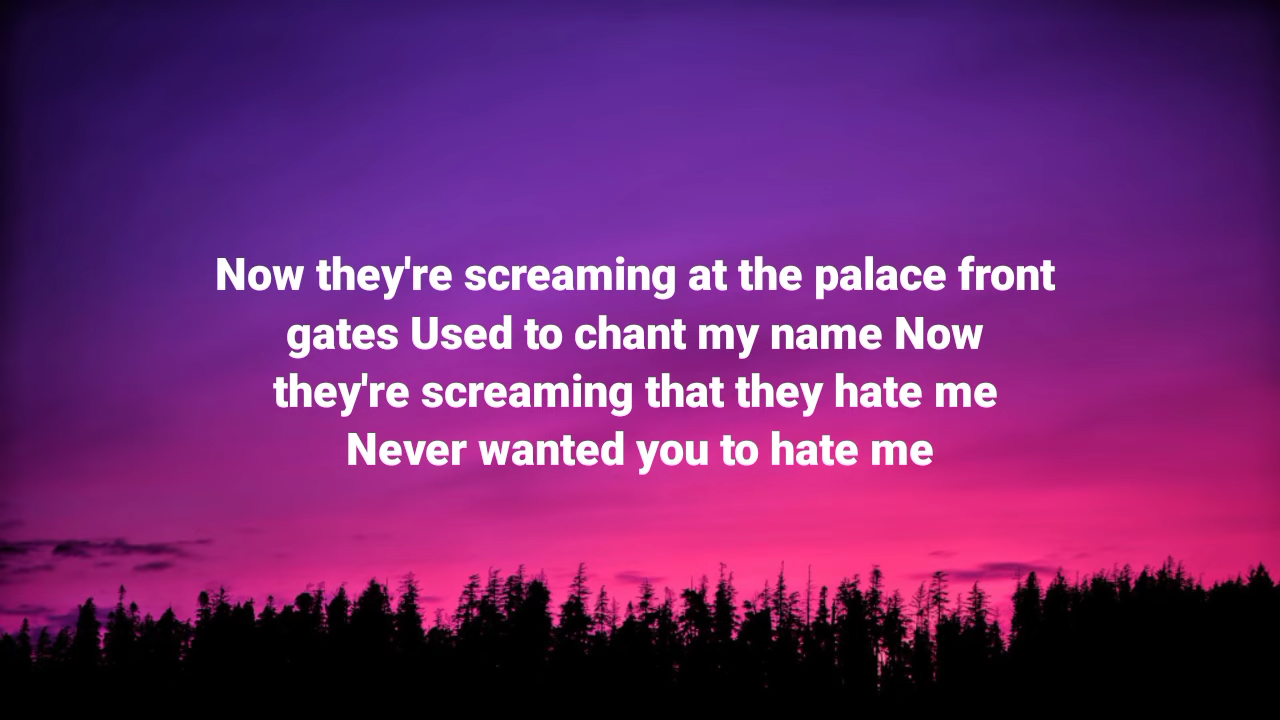 Now they're screaming at the palace front
gates Used to chant my name Now
they're screaming that they hate me
Never wanted you to hate me